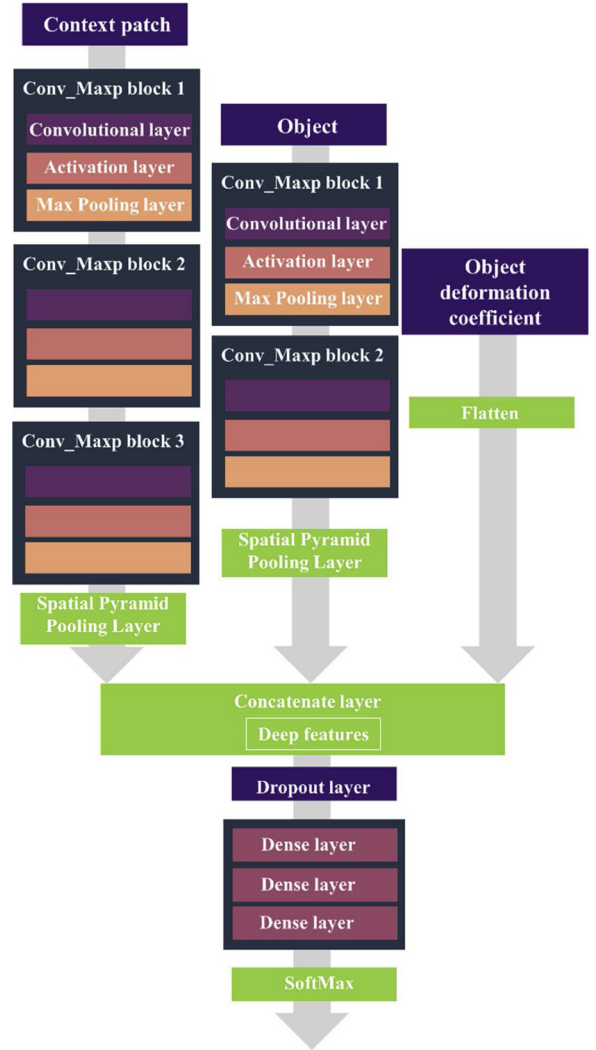 Context patch
Conv_Maxp block 1
Convolutional layer
Activation layer
Max Pooling layer
Conv_Maxp block 2
Conv_Maxp block 3
Spatial Pyramid
Pooling Layer
Object
Conv_Maxp block 1
Convolutional layer
Activation layer
Max Pooling layer
Conv_Maxp block 2
Spatial Pyramid
Pooling Layer
Object
deformation
coefficient
Flatten
Concatenate layer
Deep features
Dropout layer
Dense layer
Dense layer
Dense layer
SoftMax